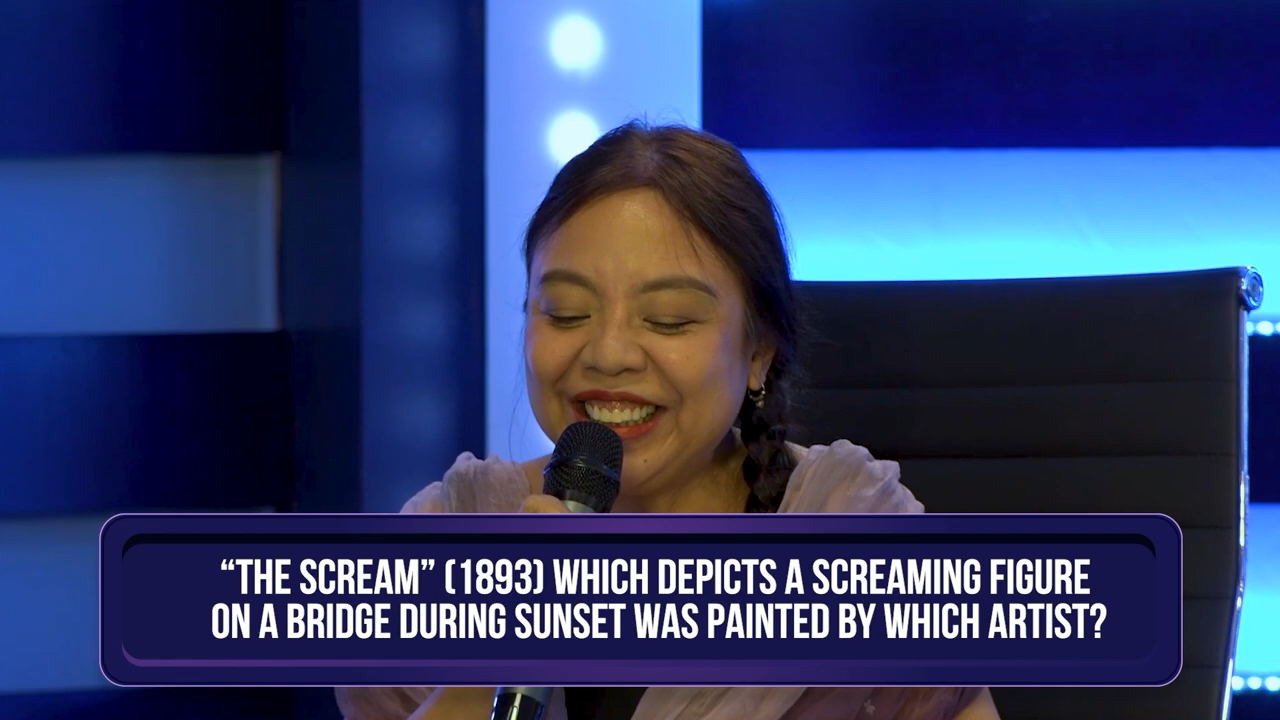 “THE SCREAM” (1893) WHICH DEPICTS A SCREAMING FIGURE
ON A BRIDGE DURING SUNSET WAS PAINTED BY WHICH ARTIST?